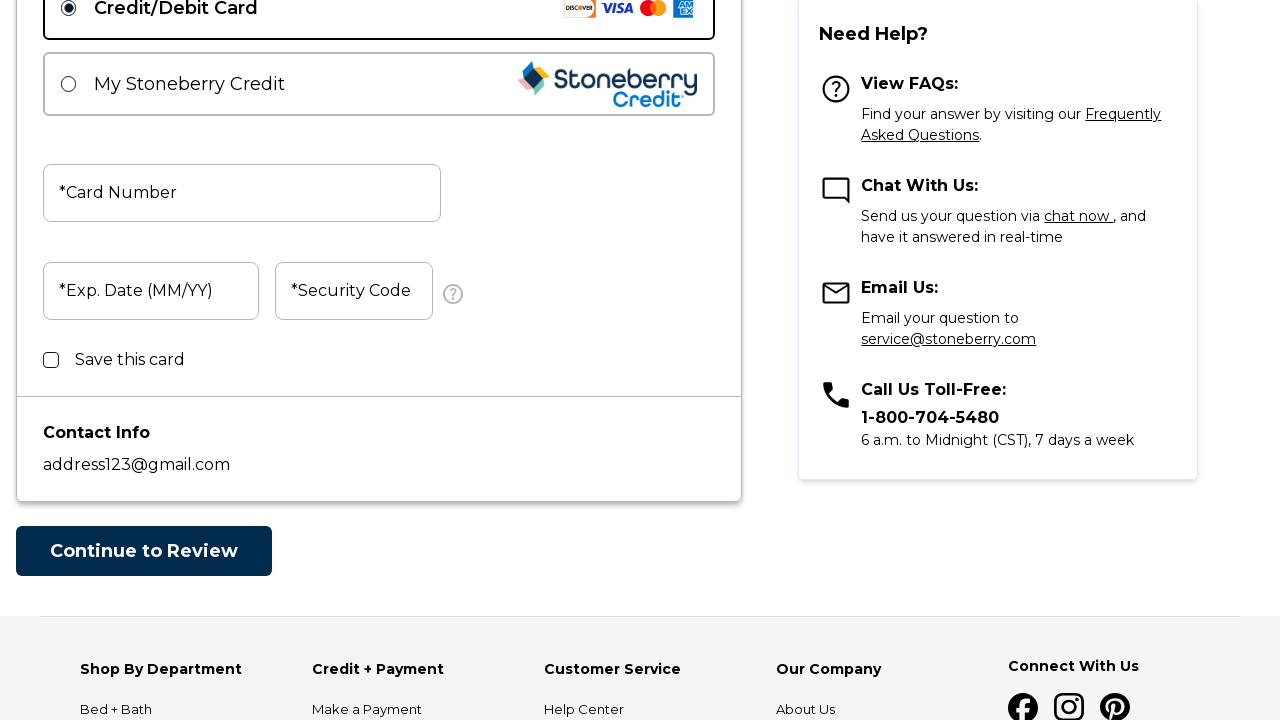 Credit/Debit Card
DISCOVER VISA AMEX
My Stoneberry Credit
Stoneberry
Credit
*Card Number
*Exp. Date (MM/YY)
*Security Code
Save this card
Contact Info
address123@gmail.com
Continue to Review
Need Help?
View FAQs:
Find your answer by visiting our Frequently
Asked Questions.
Chat With Us:
Send us your question via chat now , and
have it answered in real-time
Email Us:
Email your question to
service@stoneberry.com
Call Us Toll-Free:
1-800-704-5480
6 a.m. to Midnight (CST), 7 days a week
Shop By Department
Bed + Bath
Credit + Payment
Make a Payment
Customer Service
Help Center
Our Company
About Us
Connect With Us